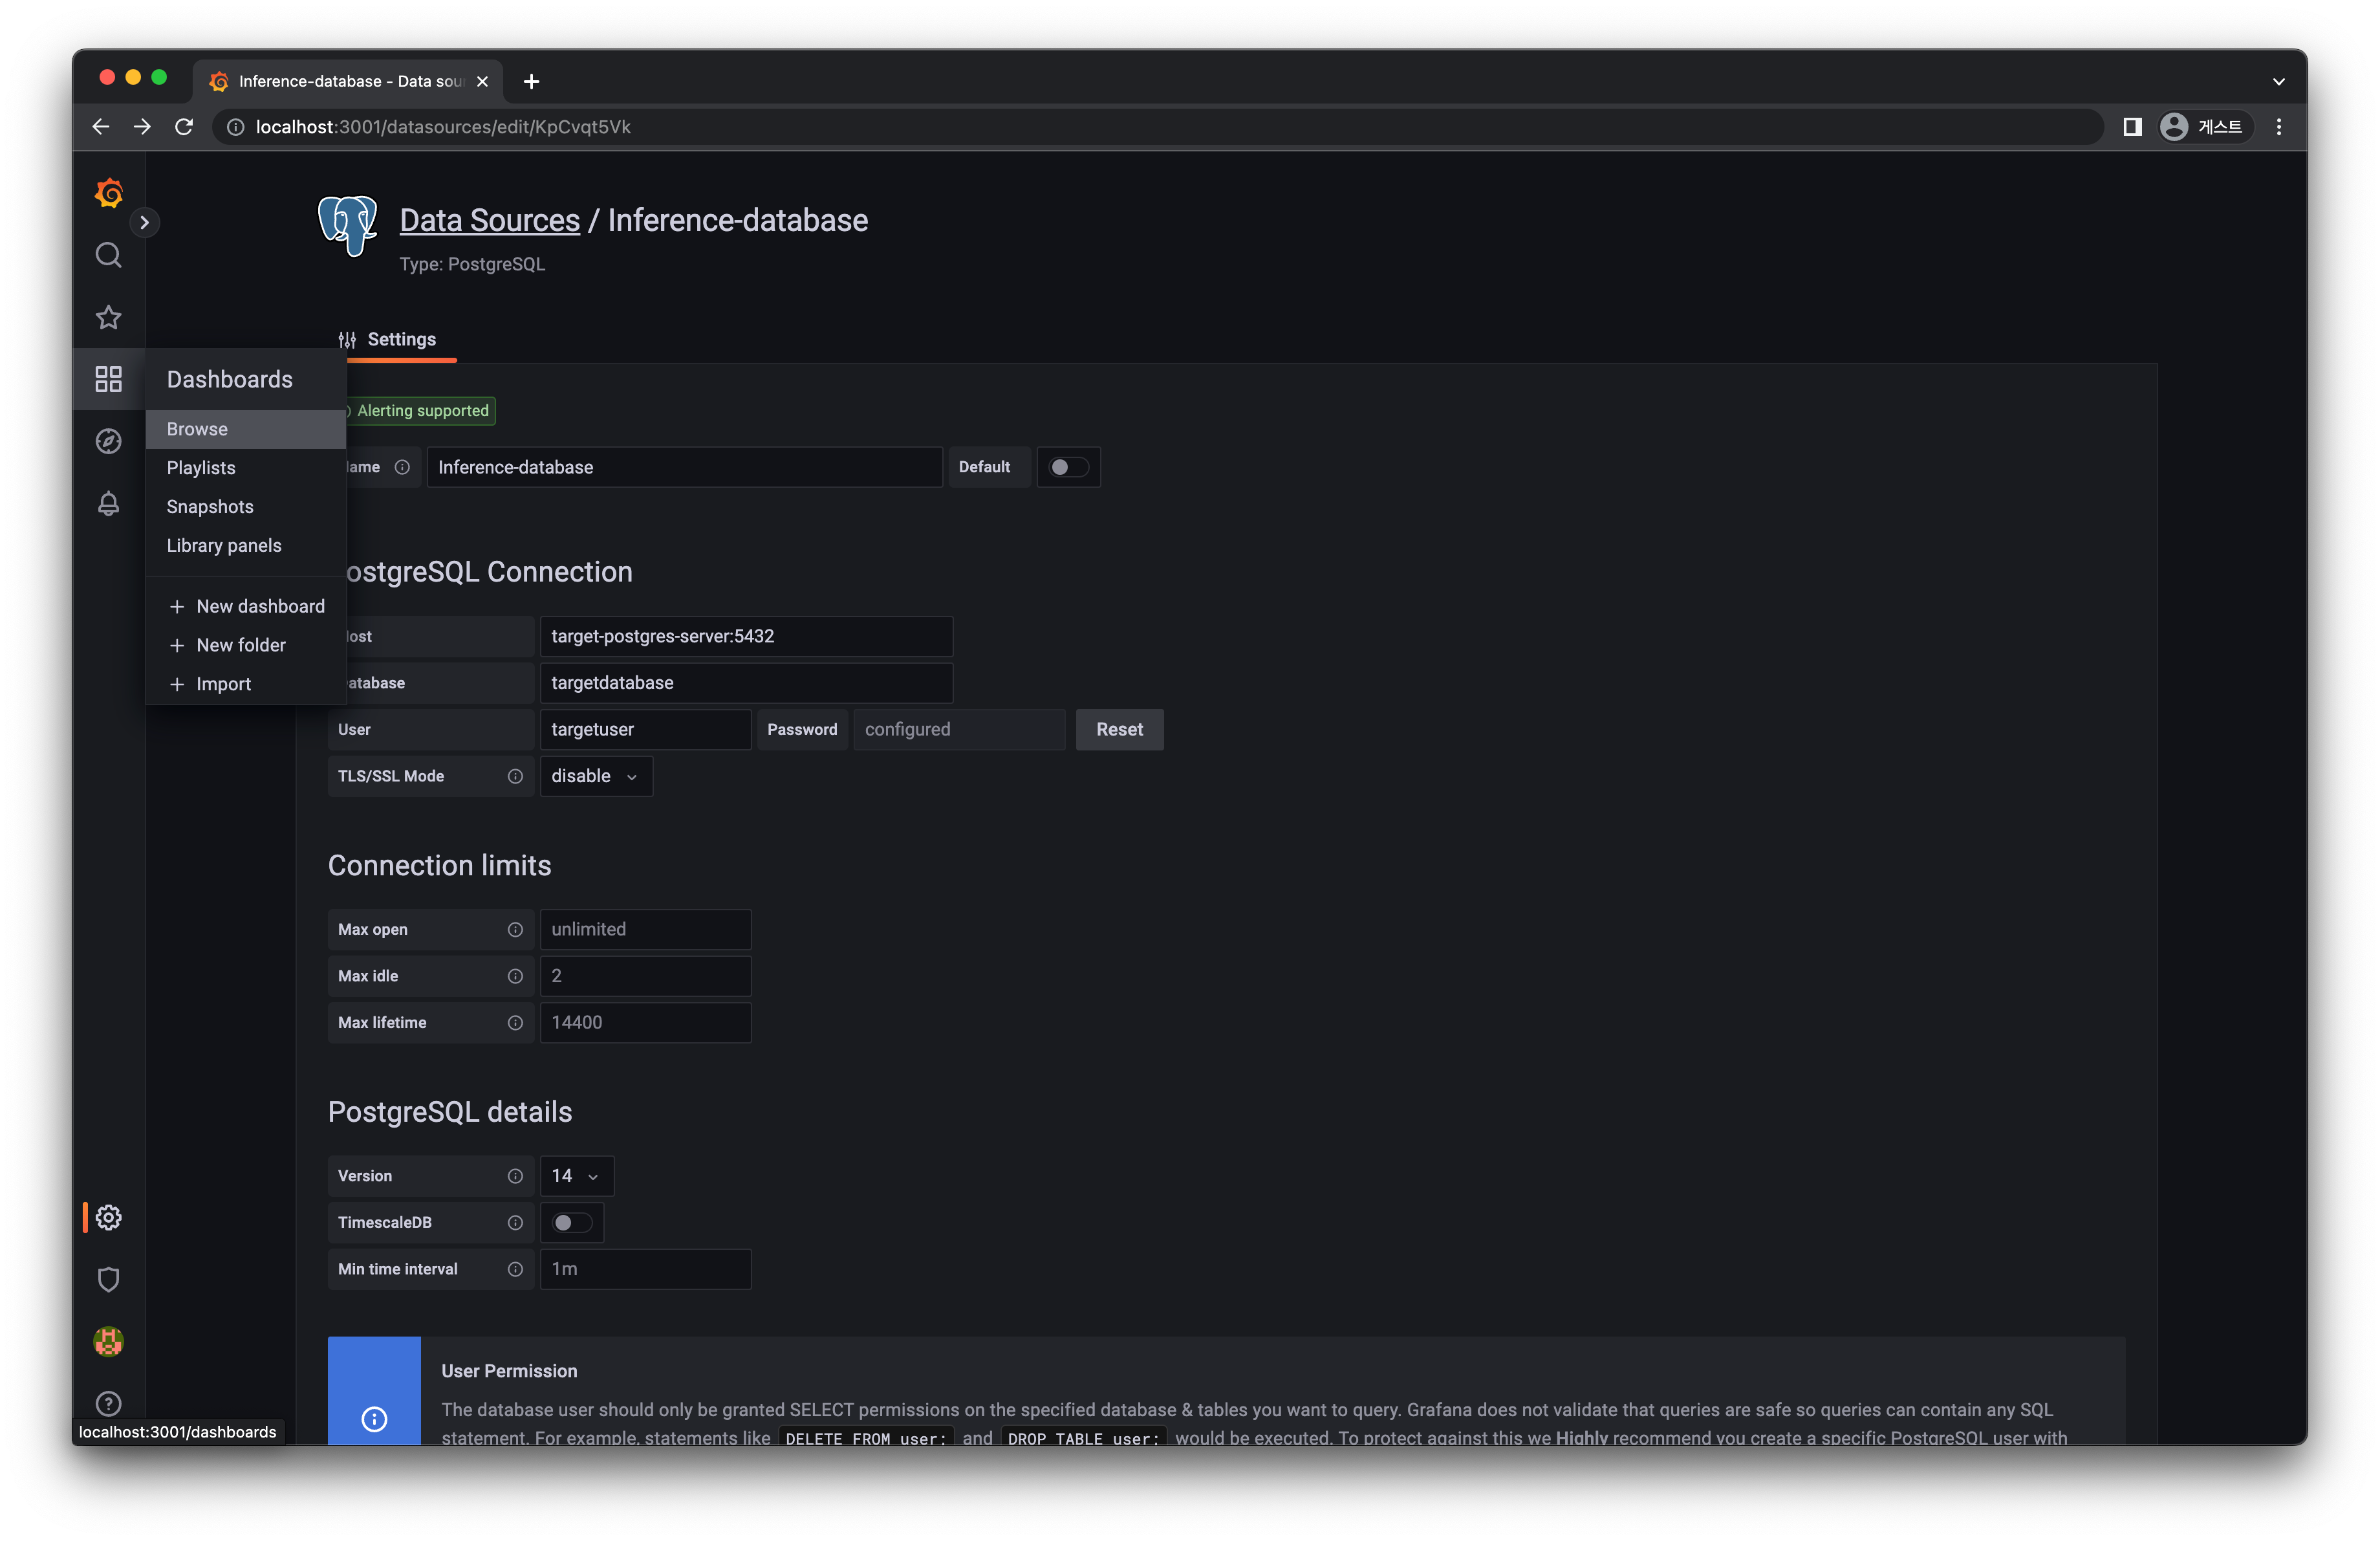 Inference-database - Data sour
localhost:3001/datasources/edit/KpCvqt5Vk
게스트
Data Sources / Inference-database
Type: PostgreSQL
Settings
Dashboards
Browse
Playlists
Snapshots
Library panels
New dashboard
New folder
Import
Alerting supported
ame Inference-database Default
ostgreSQL Connection
ost target-postgres-server:5432
atabase targetdatabase
User targetuser Password configured Reset
TLS/SSL Mode disable
Connection limits
Max open unlimited
Max idle 2
Max lifetime 14400
PostgreSQL details
Version 14
TimescaleDB
Min time interval 1m
User Permission
The database user should only be granted SELECT permissions on the specified database & tables you want to query. Grafana does not validate that queries are safe so queries can contain any SQL
statement. For example, statements like DELETE FROM user; and DROP TABLE user; would be executed. To protect against this we Highly recommend you create a specific PostgreSQL user with
localhost:3001/dashboards